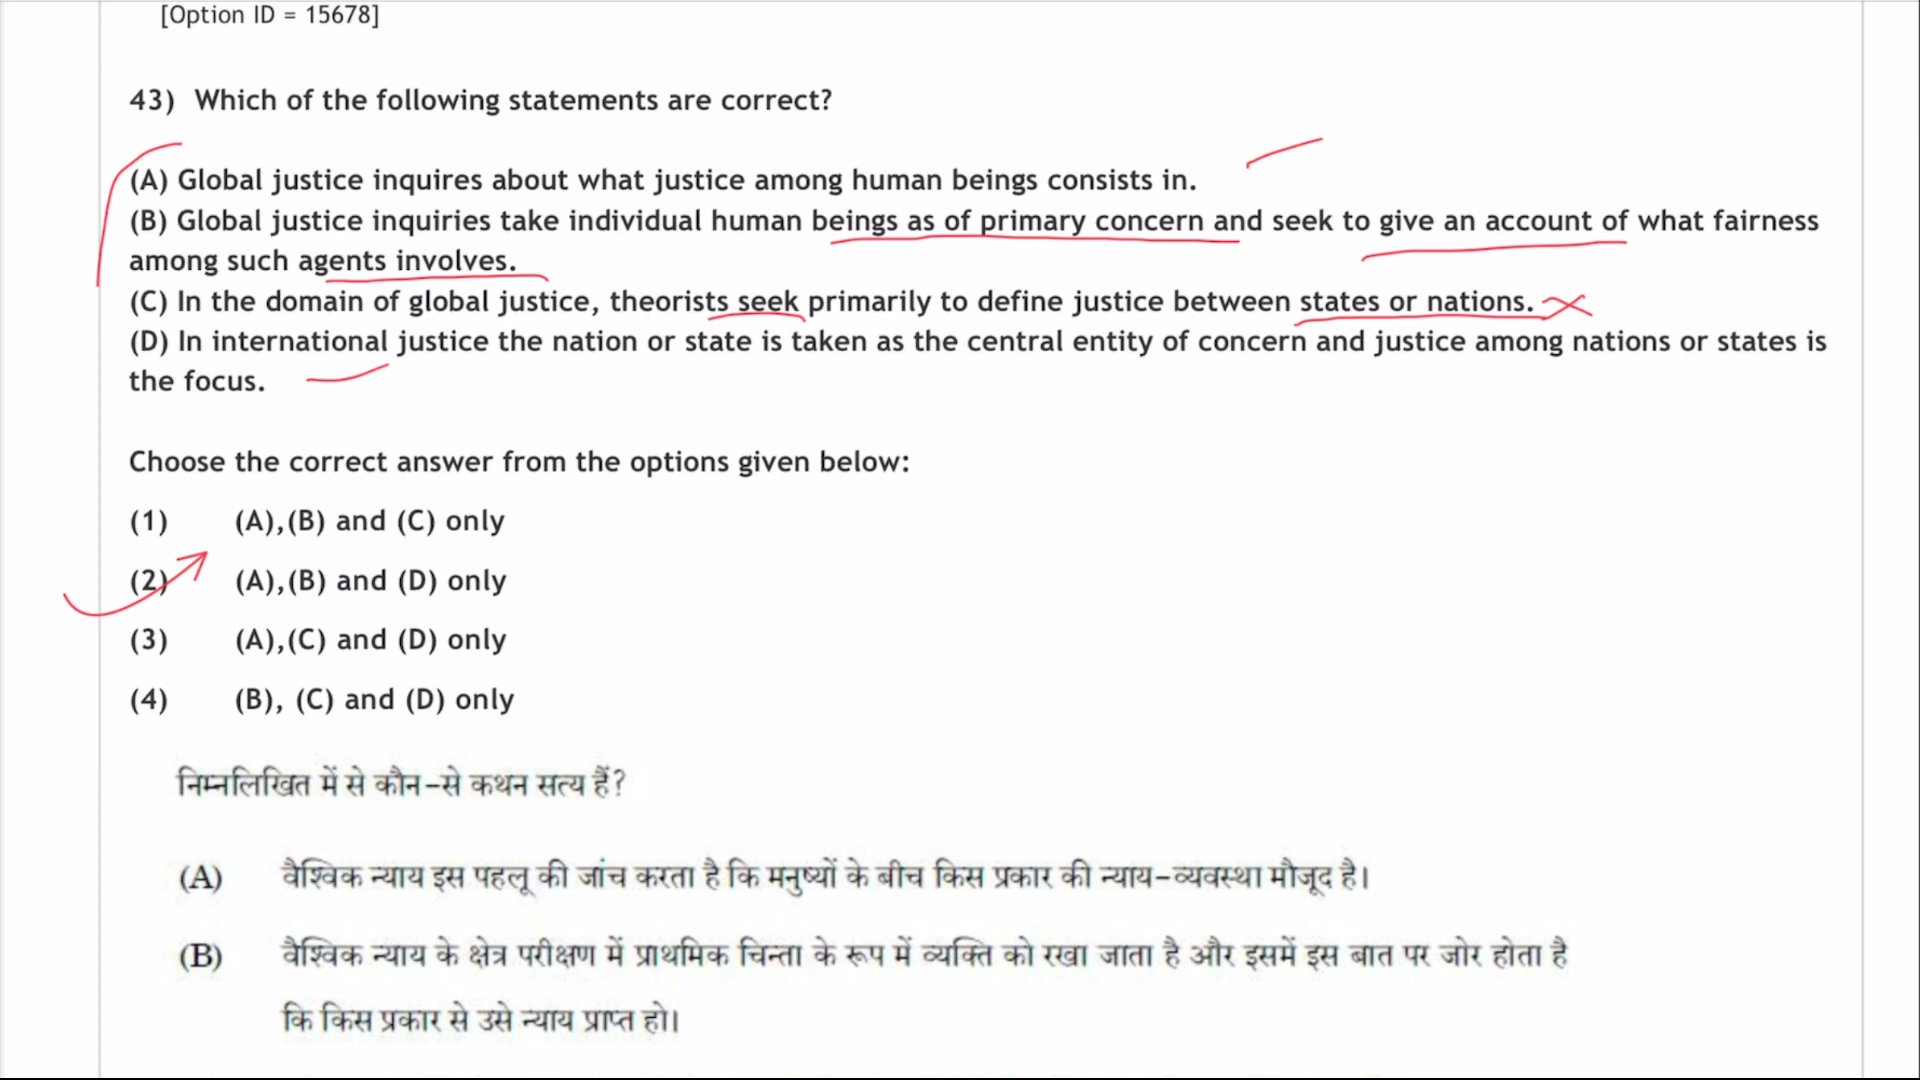 [Option ID = 15678]
43) Which of the following statements are correct?
(A) Global justice inquires about what justice among human beings consists in.
(B) Global justice inquiries take individual human beings as of primary concern and seek to give an account of what fairness
among such agents involves.
(C) In the domain of global justice, theorists seek primarily to define justice between states or nations.
(D) In international justice the nation or state is taken as the central entity of concern and justice among nations or states is
the focus.
Choose the correct answer from the options given below:
(1) (A),(B) and (C) only
(2) (A),(B) and (D) only
(3) (A),(C) and (D) only
(4) (B), (C) and (D) only
निम्नलिखित में से कौन-से कथन सत्य हैं?
(A) वैश्विक न्याय इस पहलू की जांच करता है कि मनुष्यों के बीच किस प्रकार की न्याय-व्यवस्था मौजूद है।
(B) वैश्विक न्याय के क्षेत्र परीक्षण में प्राथमिक चिन्ता के रूप में व्यक्ति को रखा जाता है और इसमें इस बात पर जोर होता है
कि किस प्रकार से उसे न्याय प्राप्त हो।